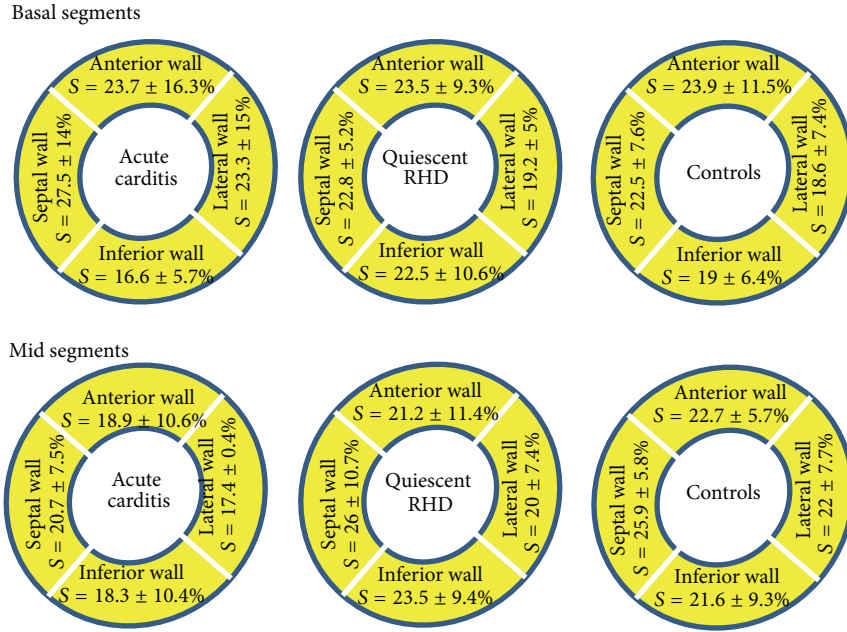 Basal segments
Anterior wall
S = 23.7 ± 16.3%
Septal wall
S = 27.5 ± 14%
Acute
carditis
Lateral wall
S = 23.3 ± 15%
Inferior wall
S = 16.6 ± 5.7%
Anterior wall
S = 23.5 ± 9.3%
Septal wall
S = 22.8 ± 5.2%
Quiescent
RHD
Lateral wall
S = 19.2 ± 5%
Inferior wall
S = 22.5 ± 10.6%
Anterior wall
S = 23.9 ± 11.5%
Septal wall
S = 22.5 ± 7.6%
Controls
Lateral wall
S = 18.6 ± 7.4%
Inferior wall
S = 19 ± 6.4%
Mid segments
Anterior wall
S = 18.9 ± 10.6%
Septal wall
S = 20.7 ± 7.5%
Acute
carditis
Lateral wall
S = 17.4 ± 0.4%
Inferior wall
S = 18.3 ± 10.4%
Anterior wall
S = 21.2 ± 11.4%
Septal wall
S = 26 ± 10.7%
Quiescent
RHD
Lateral wall
S = 20 ± 7.4%
Inferior wall
S = 23.5 ± 9.4%
Anterior wall
S = 22.7 ± 5.7%
Septal wall
S = 25.9 ± 5.8%
Controls
Lateral wall
S = 22 ± 7.7%
Inferior wall
S = 21.6 ± 9.3%